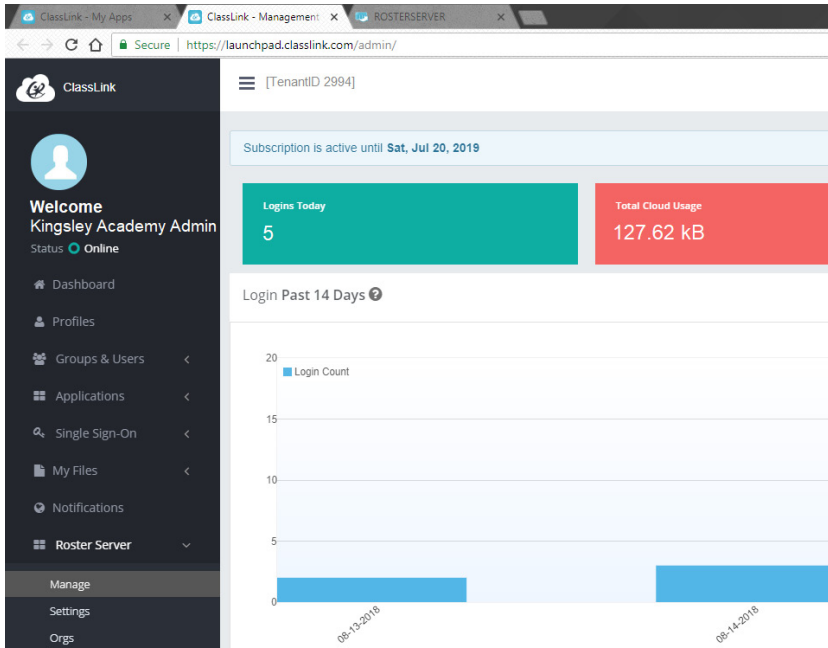 ClassLink - My Apps
ClassLink - Management
ROSTERSERVER
Secure | https://launchpad.classlink.com/admin/
ClassLink
[TenantID 2994]
Welcome
Kingsley Academy Admin
Status Online
Dashboard
Profiles
Groups & Users
Applications
Single Sign-On
My Files
Notifications
Roster Server
Manage
Settings
Orgs
Subscription is active until Sat, Jul 20, 2019
Logins Today
5
Total Cloud Usage
127.62 kB
Login Past 14 Days
20
Login Count
15
10
5
0
08-13-2018
08-14-2018